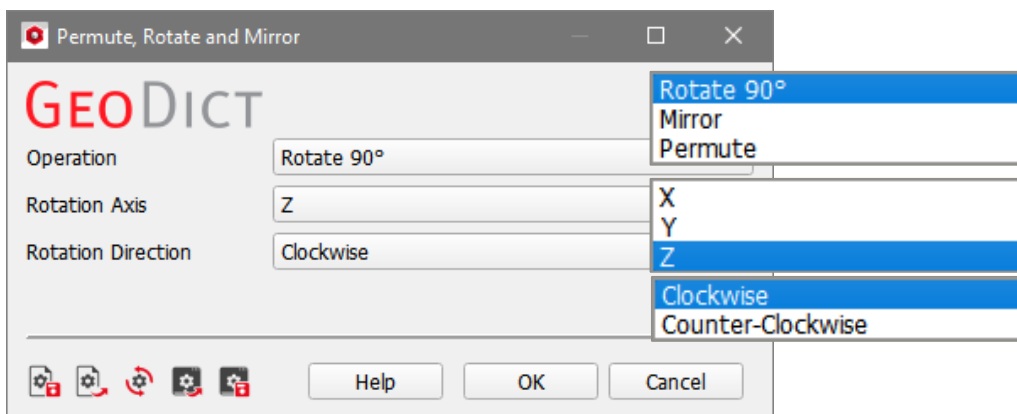 Permute, Rotate and Mirror
GEODICT
Operation
Rotate 90°
Rotation Axis
Z
Rotation Direction
Clockwise
Rotate 90°
Mirror
Permute
X
Y
Z
Clockwise
Counter-Clockwise
Help
OK
Cancel